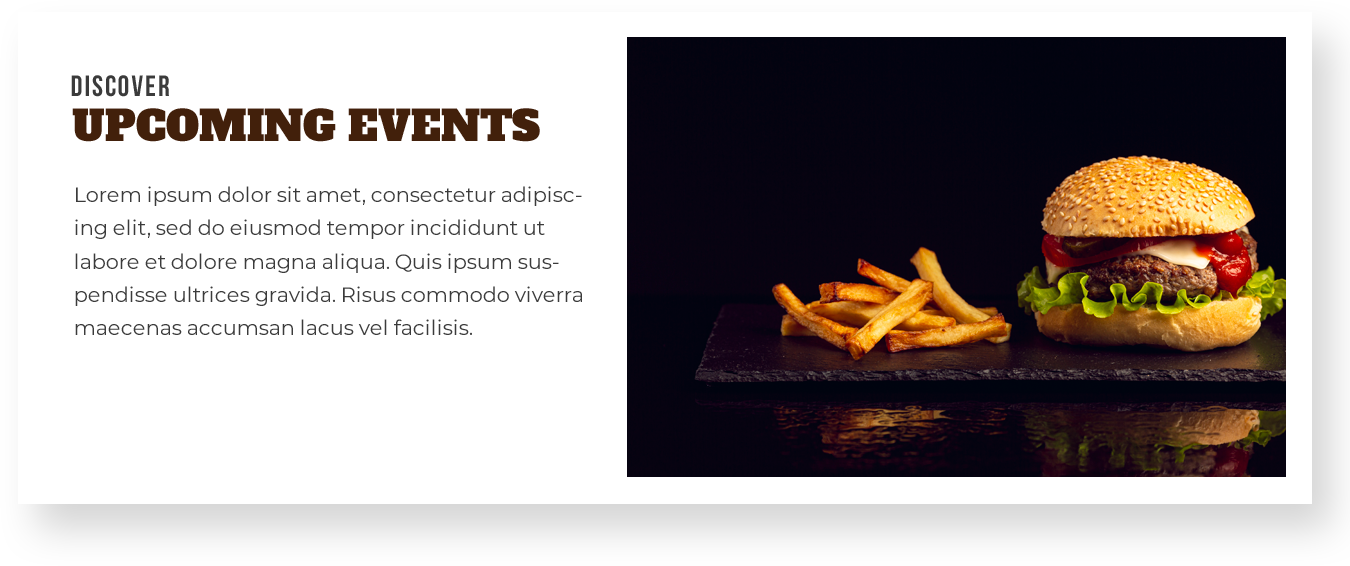 DISCOVER
UPCOMING EVENTS
Lorem ipsum dolor sit amet, consectetur adipisc-
ing elit, sed do eiusmod tempor incididunt ut
labore et dolore magna aliqua. Quis ipsum sus-
pendisse ultrices gravida. Risus commodo viverra
maecenas accumsan lacus vel facilisis.